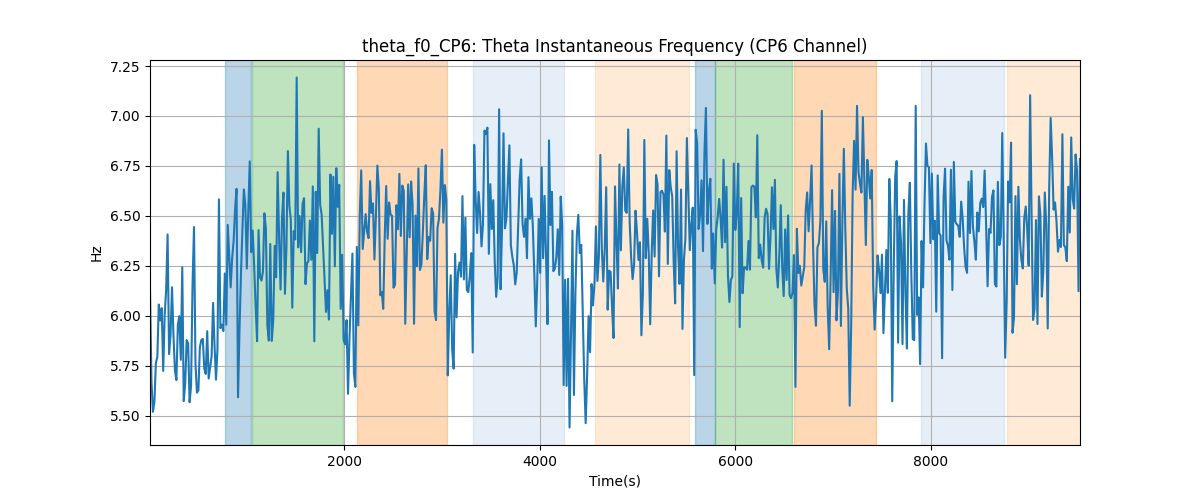 theta_f0_CP6: Theta Instantaneous Frequency (CP6 Channel)
7.25
7.00
6.75
6.50
6.25
6.00
5.75
5.50
Hz
2000 4000 6000 8000
Time(s)